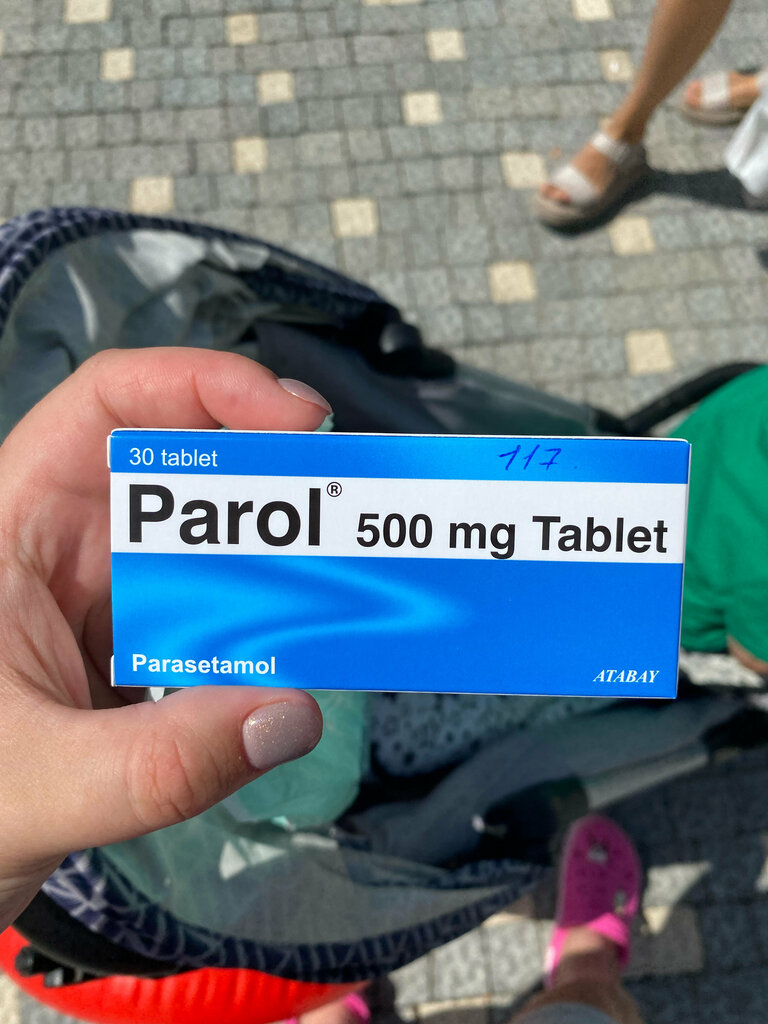 30 tablet
117.
Parol®
500 mg Tablet
Parasetamol
ATABAY